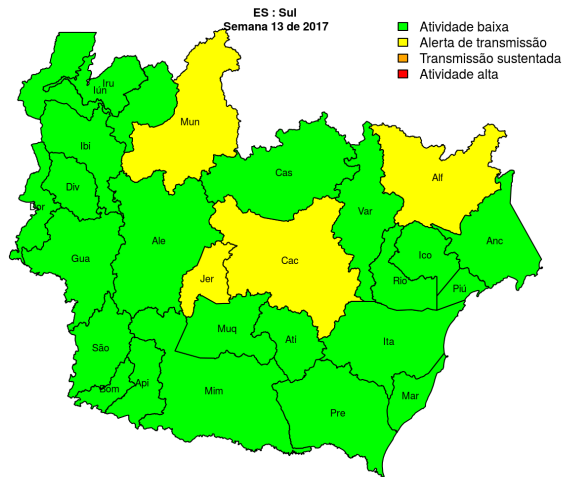 ES : Sul
Semana 13 de 2017
Atividade baixa
Alerta de transmissão
Transmissão sustentada
Atividade alta
Iru
Iún
Mun
Ibi
Cas
Alf
Div
Dor
Var
Ale
Anc
Gua
Cac
Ico
Jer
Rio
Piú
Muq
Ati
Ita
São
Bom
Api
Mim
Mar
Pre